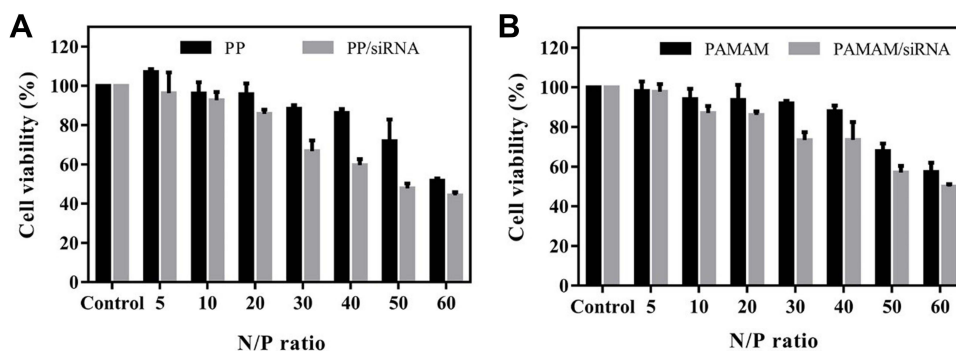 A
PP
PP/siRNA
Cell viability (%)
120
100
80
60
40
20
0
Control 5 10 20 30 40 50 60
N/P ratio
B
PAMAM
PAMAM/siRNA
Cell viability (%)
120
100
80
60
40
20
0
Control 5 10 20 30 40 50 60
N/P ratio